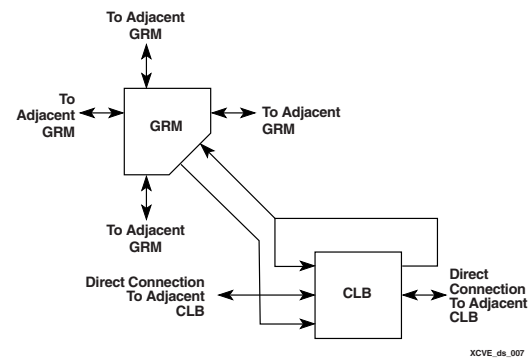 To Adjacent
GRM
To
Adjacent
GRM
GRM
To Adjacent
GRM
To Adjacent
GRM
Direct Connection
To Adjacent
CLB
CLB
Direct
Connection
To Adjacent
CLB
XCVE_ds_007